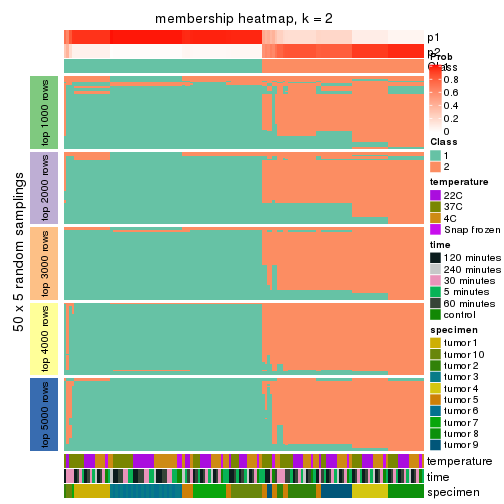 membership heatmap, k = 2
p1
p2
Class
50 x 5 random samplings
top 1000 rows
top 2000 rows
top 3000 rows
top 4000 rows
top 5000 rows
temperature
time
specimen
Prob
1
0.8
0.6
0.4
0.2
0
Class
1
2
temperature
22C
37C
4C
Snap frozen
time
120 minutes
240 minutes
30 minutes
5 minutes
60 minutes
control
specimen
tumor 1
tumor 10
tumor 2
tumor 3
tumor 4
tumor 5
tumor 6
tumor 7
tumor 8
tumor 9